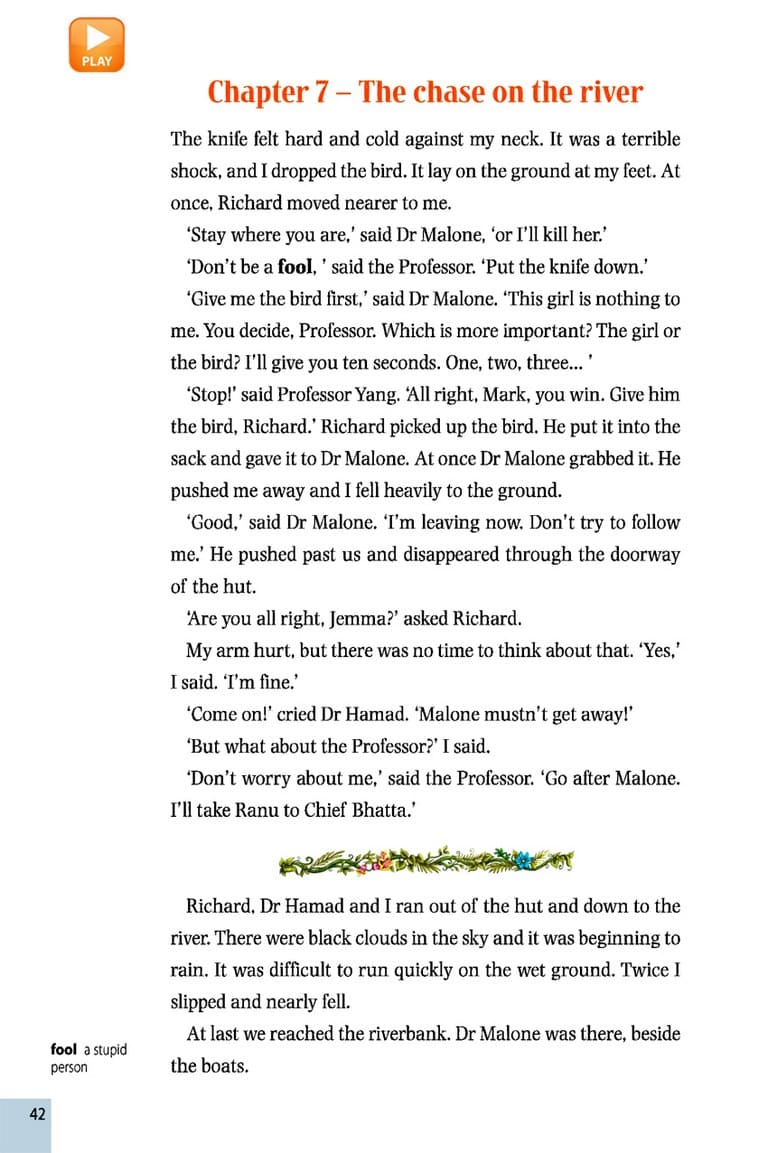 PLAY
Chapter 7 – The chase on the river
The knife felt hard and cold against my neck. It was a terrible
shock, and I dropped the bird. It lay on the ground at my feet. At
once, Richard moved nearer to me.
‘Stay where you are,’ said Dr Malone, ‘or I’ll kill her.’
‘Don’t be a fool, ’ said the Professor. ‘Put the knife down.’
‘Give me the bird first,’ said Dr Malone. ‘This girl is nothing to
me. You decide, Professor. Which is more important? The girl or
the bird? I’ll give you ten seconds. One, two, three... ’
‘Stop!’ said Professor Yang. ‘All right, Mark, you win. Give him
the bird, Richard.’ Richard picked up the bird. He put it into the
sack and gave it to Dr Malone. At once Dr Malone grabbed it. He
pushed me away and I fell heavily to the ground.
‘Good,’ said Dr Malone. ‘I’m leaving now. Don’t try to follow
me.’ He pushed past us and disappeared through the doorway
of the hut.
‘Are you all right, Jemma?’ asked Richard.
My arm hurt, but there was no time to think about that. ‘Yes,’
I said. ‘I’m fine.’
‘Come on!’ cried Dr Hamad. ‘Malone mustn’t get away!’
‘But what about the Professor?’ I said.
‘Don’t worry about me,’ said the Professor. ‘Go after Malone.
I’ll take Ranu to Chief Bhatta.’
Richard, Dr Hamad and I ran out of the hut and down to the
river. There were black clouds in the sky and it was beginning to
rain. It was difficult to run quickly on the wet ground. Twice I
slipped and nearly fell.
At last we reached the riverbank. Dr Malone was there, beside
the boats.
fool a stupid
person
42